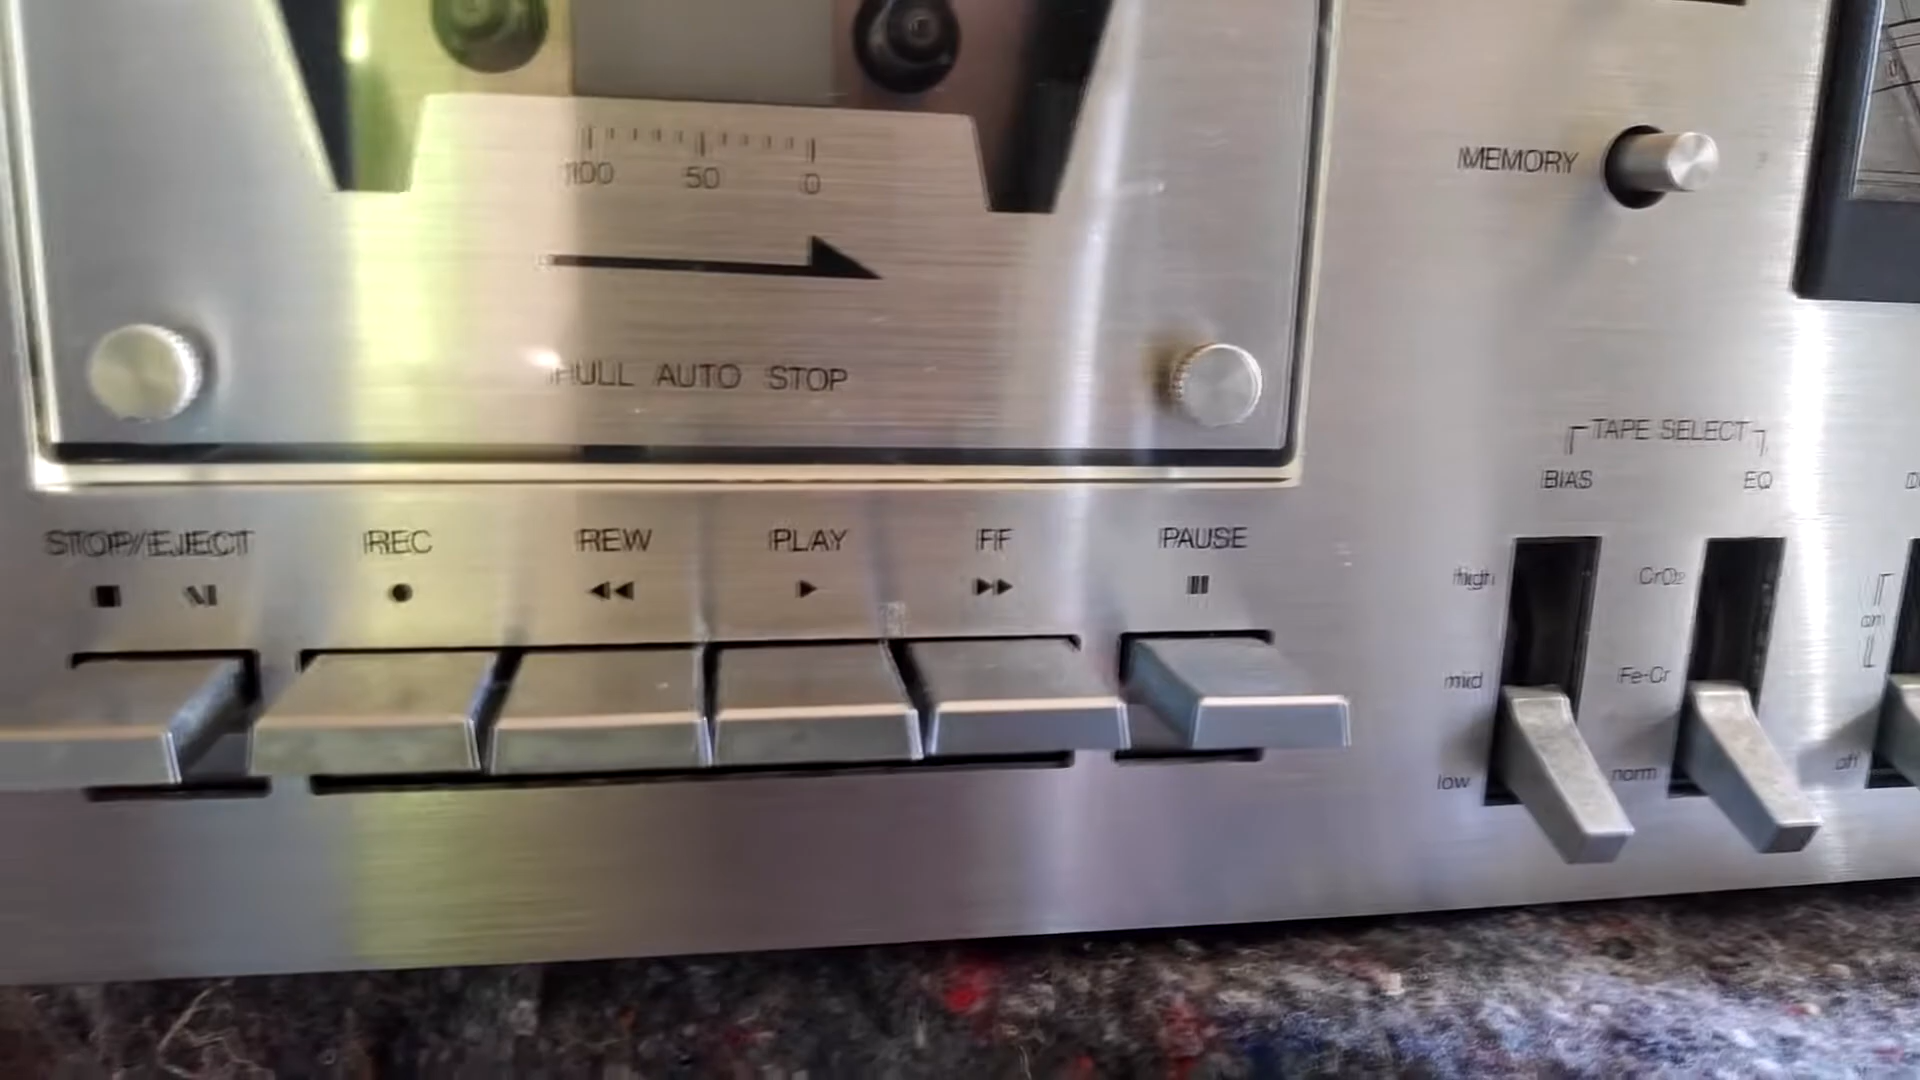 100 50 0
FULL AUTO STOP
MEMORY
TAPE SELECT
BIAS EQ
STOP/EJECT REC REW PLAY FF PAUSE
high CrO2
mid Fe-Cr
low norm
off